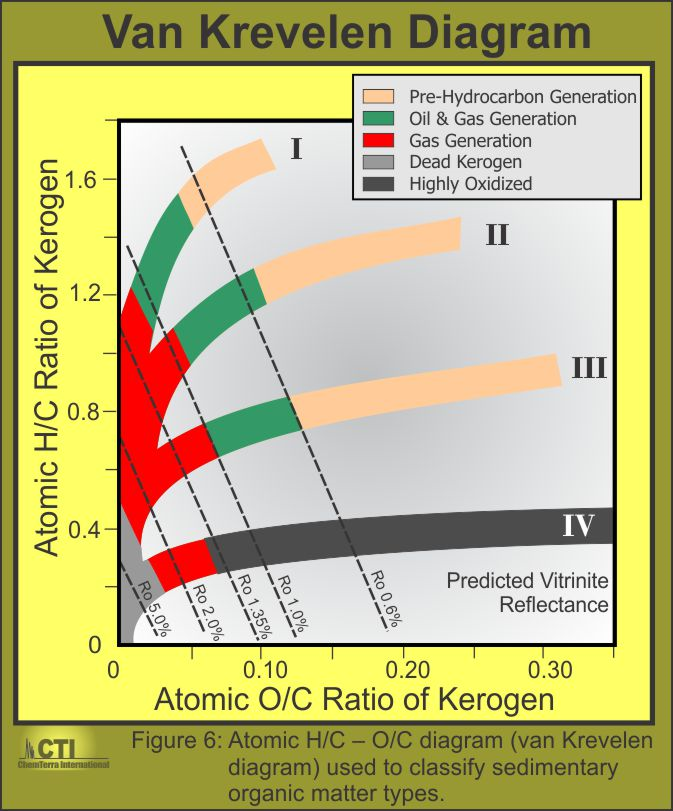 Van Krevelen Diagram
Pre-Hydrocarbon Generation
Oil & Gas Generation
Gas Generation
Dead Kerogen
Highly Oxidized
I
II
III
IV
Atomic H/C Ratio of Kerogen
1.6
1.2
0.8
0.4
0
Ro 5.0%
Ro 2.0%
Ro 1.35%
Ro 1.0%
Ro 0.6%
Predicted Vitrinite
Reflectance
0
0.10
0.20
0.30
Atomic O/C Ratio of Kerogen
CTI
ChemTerra International
Figure 6: Atomic H/C – O/C diagram (van Krevelen
diagram) used to classify sedimentary
organic matter types.